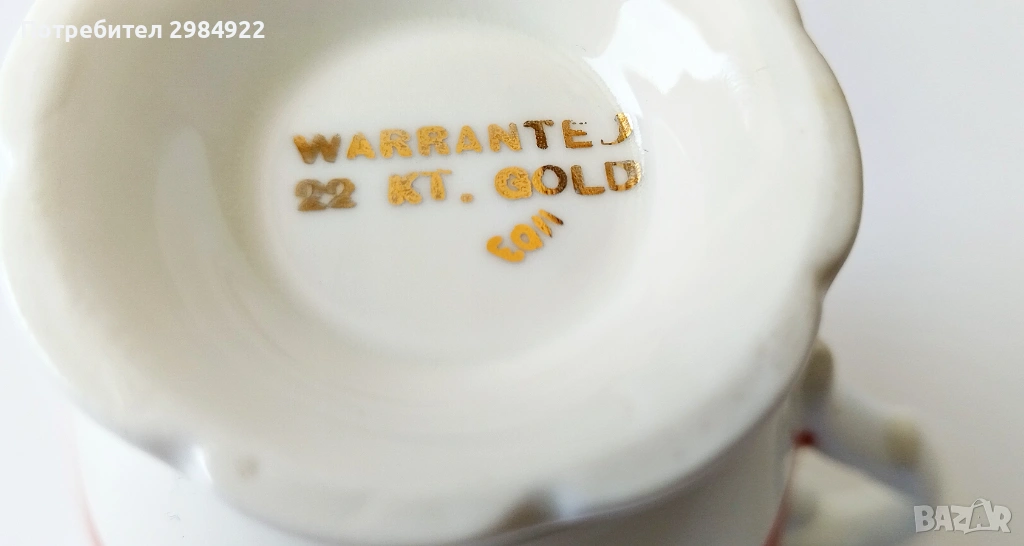 Потребител 2984922
WARRANTED
22 KT. GOLD
BAZAR